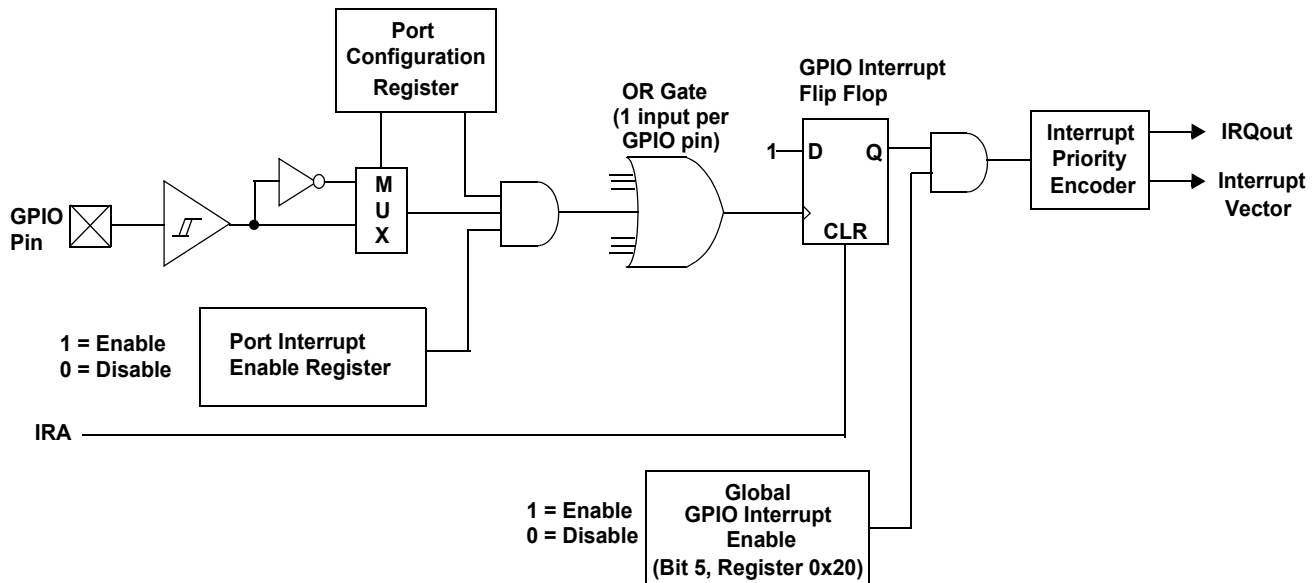 Port
Configuration
Register
GPIO Interrupt
Flip Flop
OR Gate
(1 input per
GPIO pin)
1
D
Q
CLR
Interrupt
Priority
Encoder
IRQout
Interrupt
Vector
M
U
X
GPIO
Pin
1 = Enable
0 = Disable
Port Interrupt
Enable Register
IRA
1 = Enable
0 = Disable
Global
GPIO Interrupt
Enable
(Bit 5, Register 0x20)